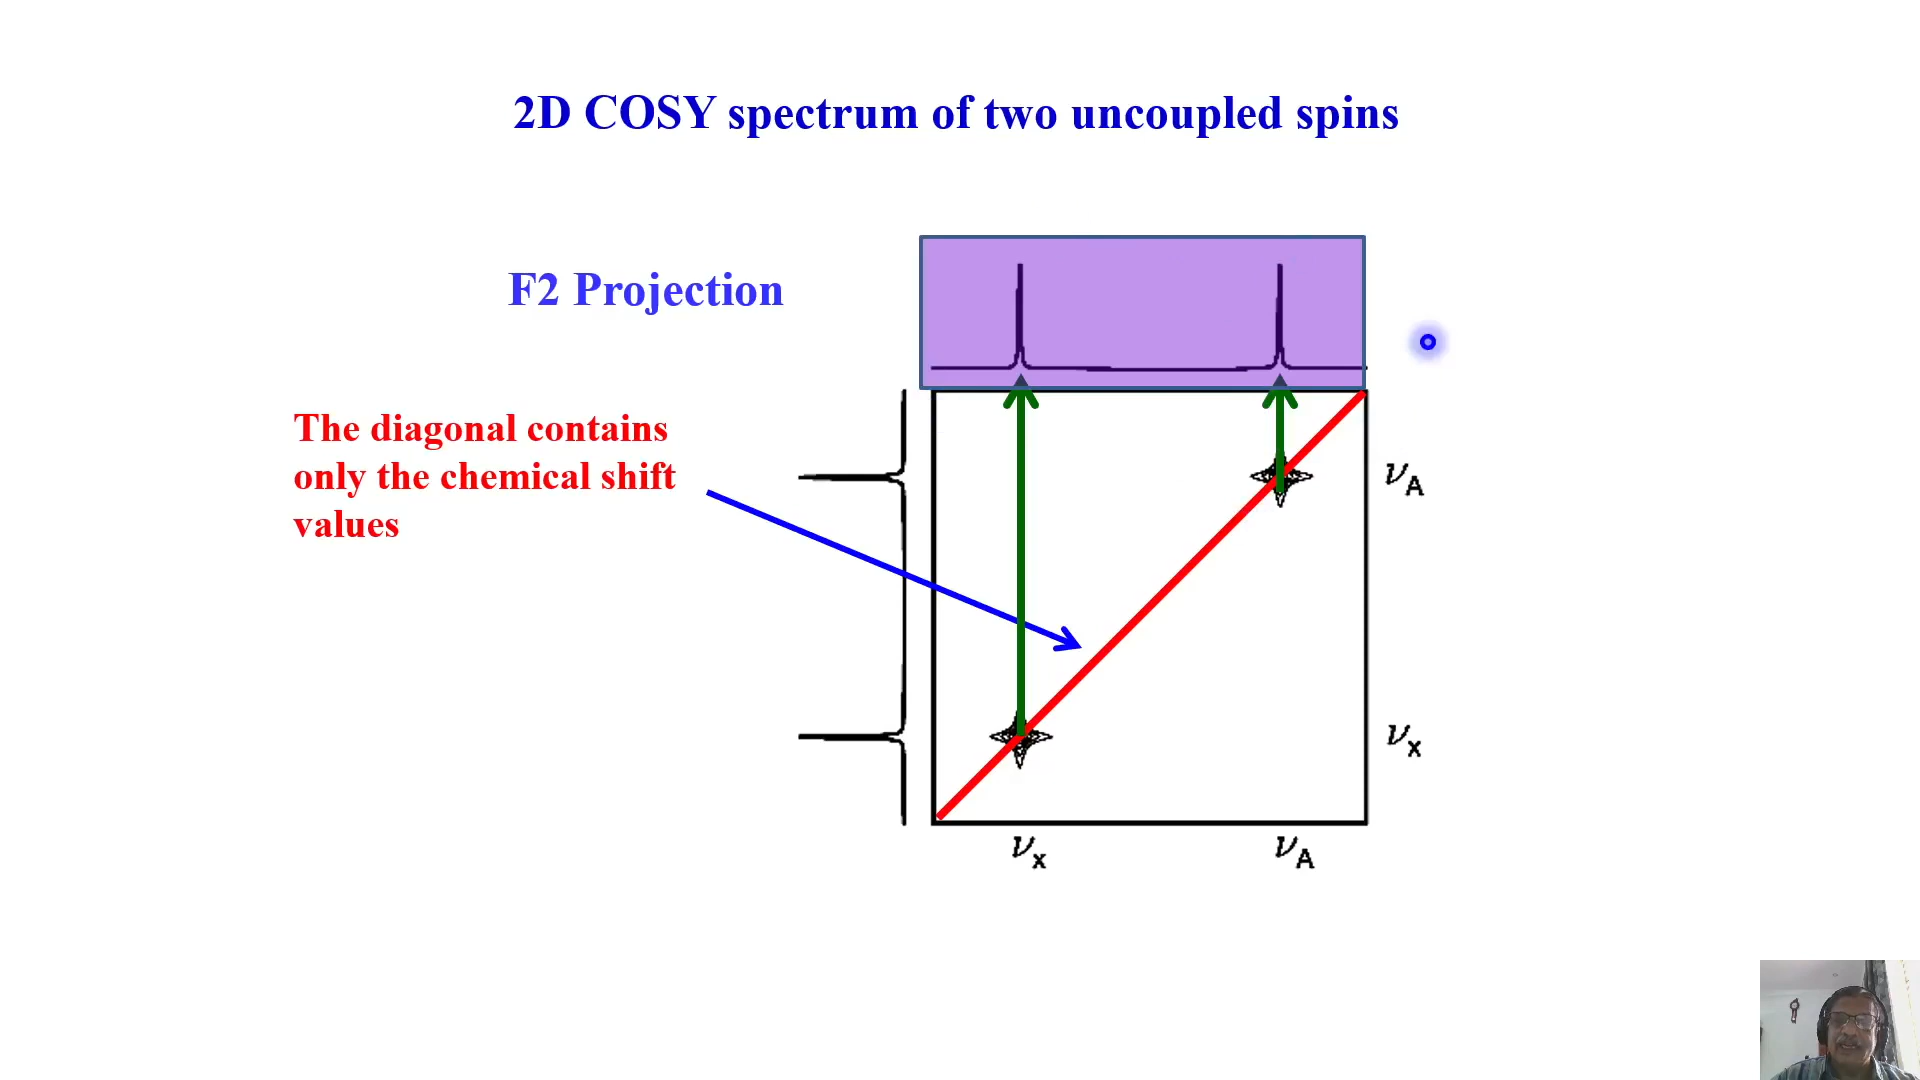 2D COSY spectrum of two uncoupled spins
F2 Projection
The diagonal contains
only the chemical shift
values
νA
νx
νx
νA